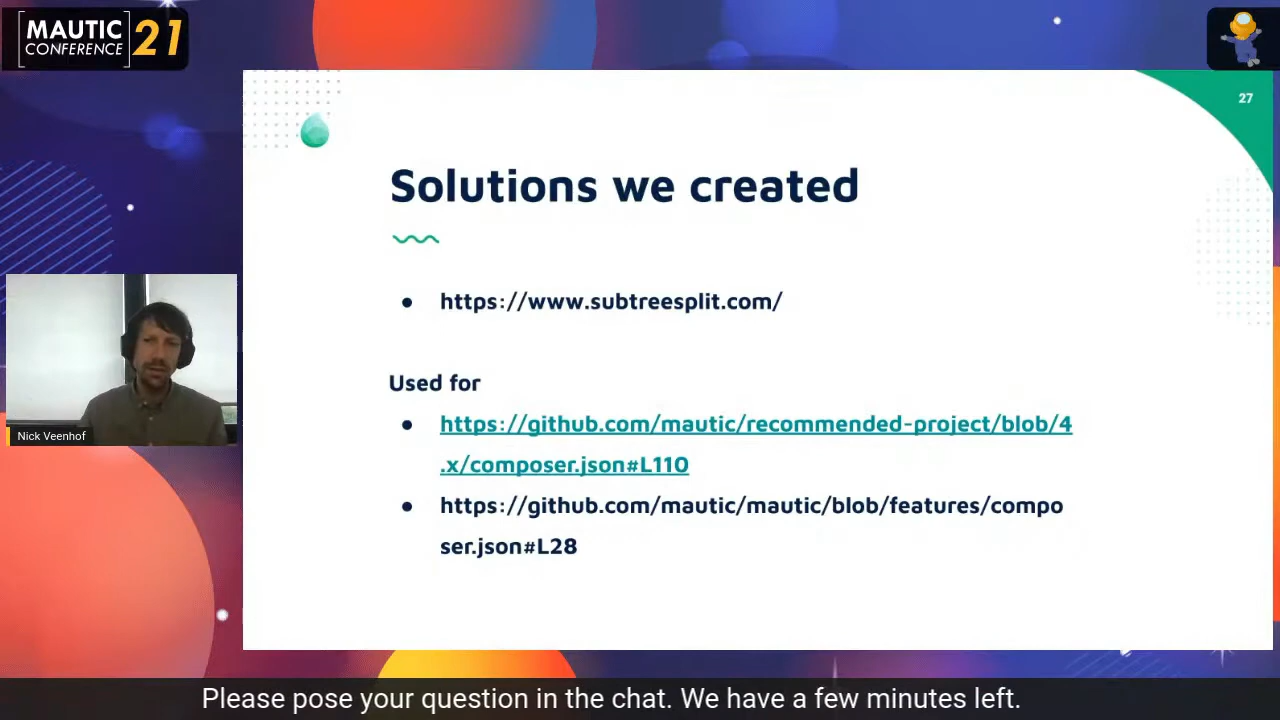 MAUTIC
CONFERENCE
21
27
Solutions we created
https://www.subtreesplit.com/
Used for
https://github.com/mautic/recommended-project/blob/4
.x/composer.json#L110
https://github.com/mautic/mautic/blob/features/compo
ser.json#L28
Nick Veenhof
Please pose your question in the chat. We have a few minutes left.